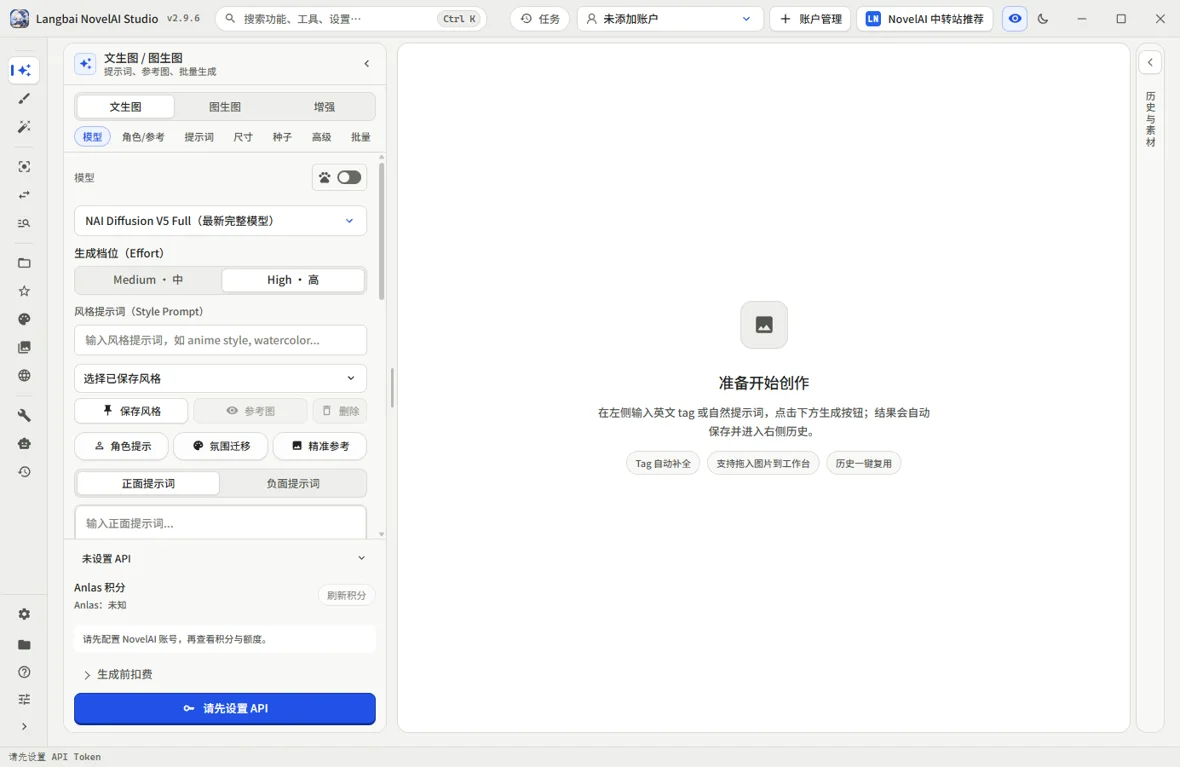 Langbai NovelAI Studio v2.9.6
搜索功能、工具、设置…
Ctrl K
任务
未添加账户
账户管理
LN NovelAI 中转站推荐
文生图 / 图生图
提示词、参考图、批量生成
文生图 图生图 增强
模型 角色/参考 提示词 尺寸 种子 高级 批量
模型
NAI Diffusion V5 Full（最新完整模型）
生成档位（Effort）
Medium · 中 High · 高
风格提示词（Style Prompt）
输入风格提示词，如 anime style, watercolor...
选择已保存风格
保存风格 参考图 删除
角色提示 氛围迁移 精准参考
正面提示词 负面提示词
输入正面提示词...
未设置 API
Anlas 积分
Anlas：未知
刷新积分
请先配置 NovelAI 账号，再查看积分与额度。
生成前扣费
请先设置 API
准备开始创作
在左侧输入英文 tag 或自然提示词，点击下方生成按钮；结果会自动
保存并进入右侧历史。
Tag 自动补全 支持拖入图片到工作台 历史一键复用
历史与素材
请先设置 API Token